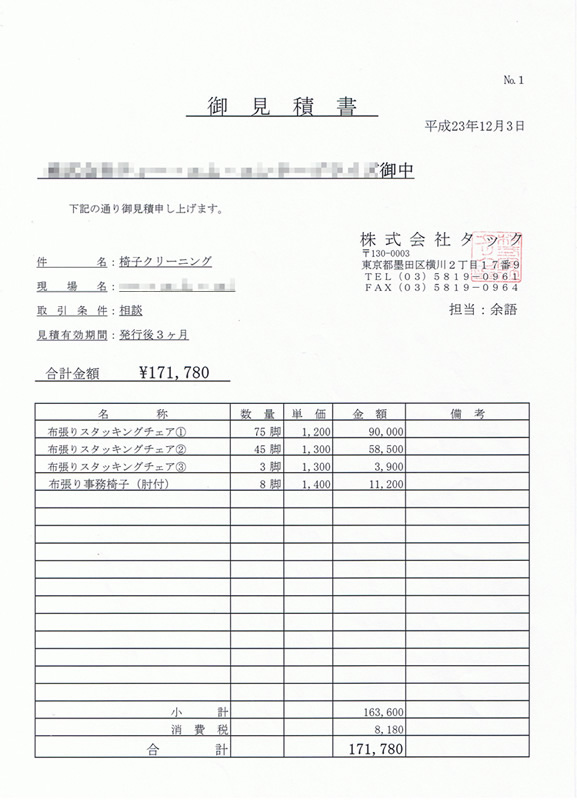 №1
御見積書
平成23年12月3日
御中
下記の通り御見積申し上げます。
株式会社タック
〒130-0003
東京都墨田区横川2丁目17番9
TEL(03)5819-0961
FAX(03)5819-0964
担当：余語
件名：椅子クリーニング
現場名：
取引条件：相談
見積有効期間：発行後3ヶ月
合計金額 ¥171,780
名称 数量 単価 金額 備考
布張りスタッキングチェア① 75脚 1,200 90,000
布張りスタッキングチェア② 45脚 1,300 58,500
布張りスタッキングチェア③ 3脚 1,300 3,900
布張り事務椅子（肘付） 8脚 1,400 11,200
小計 163,600
消費税 8,180
合計 171,780